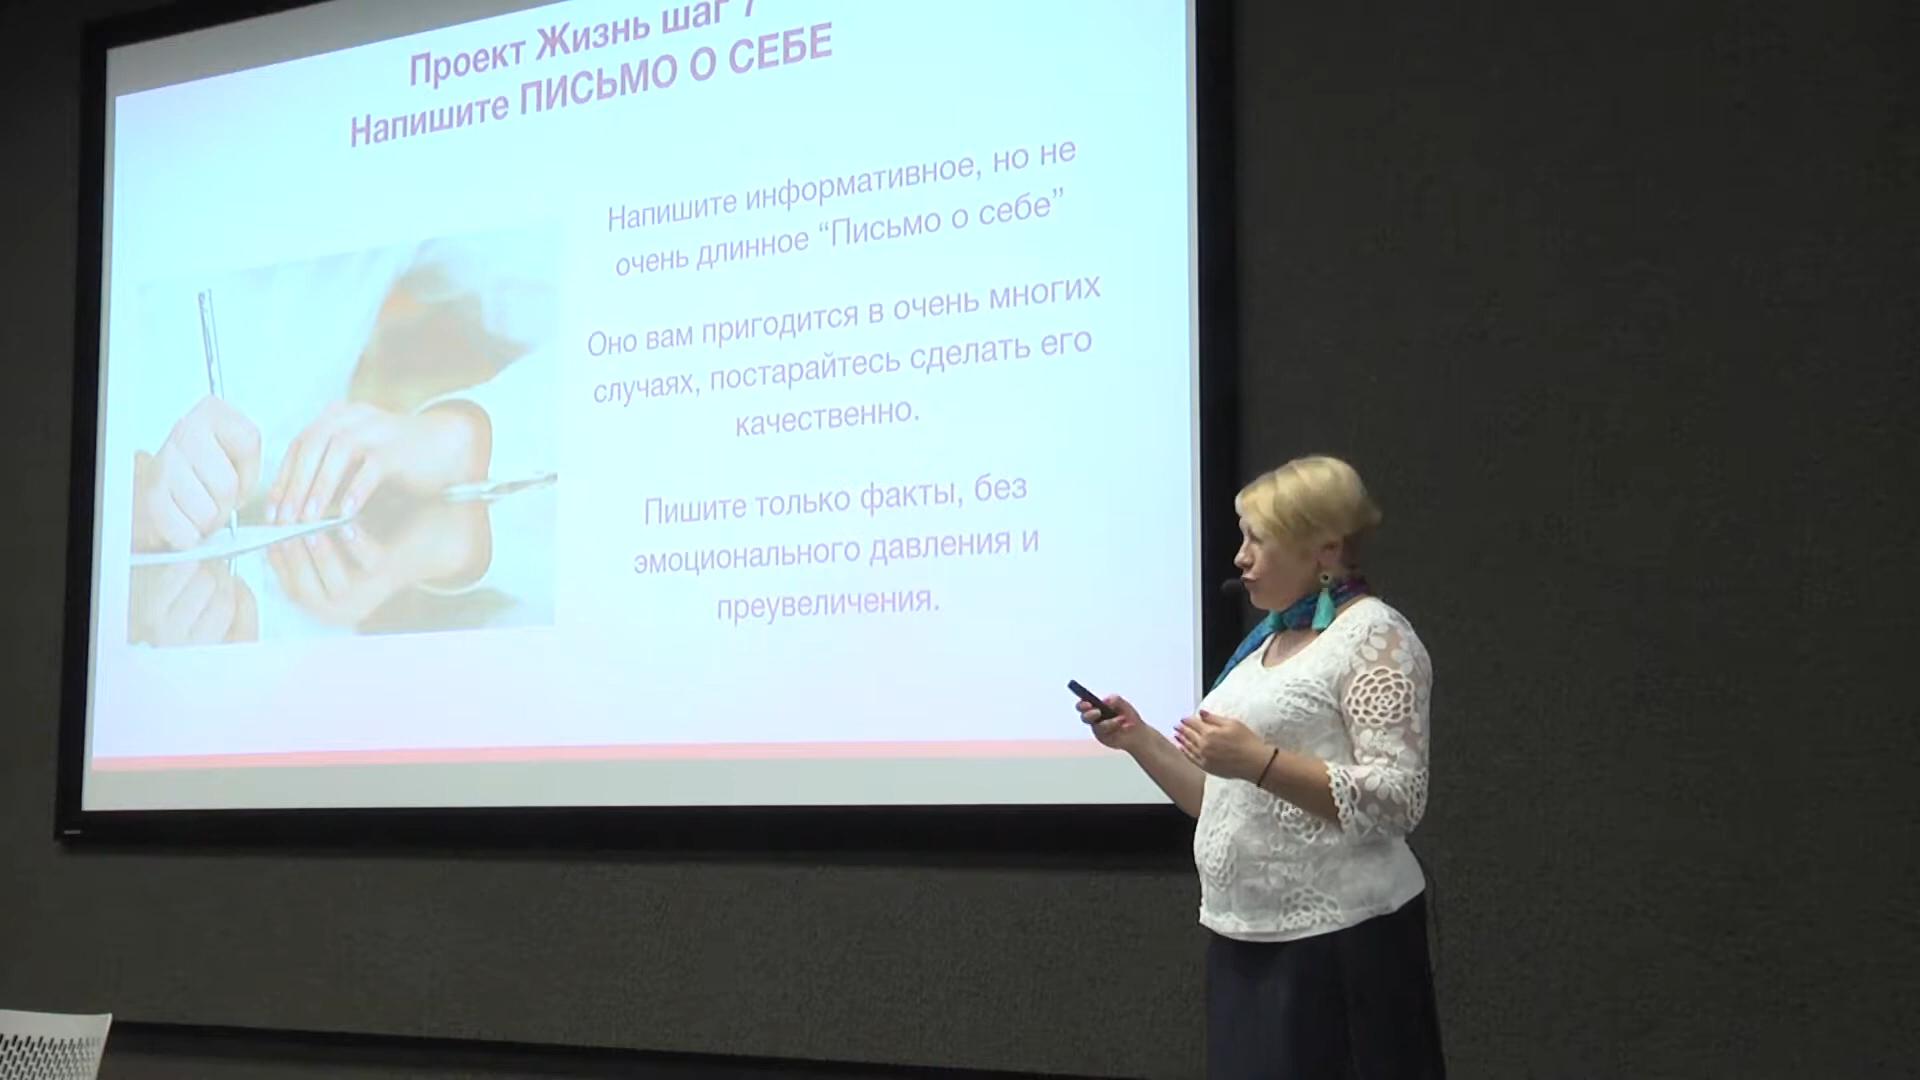 Проект Жизнь шаг 7
Напишите ПИСЬМО О СЕБЕ
Напишите информативное, но не
очень длинное “Письмо о себе”
Оно вам пригодится в очень многих
случаях, постарайтесь сделать его
качественно.
Пишите только факты, без
эмоционального давления и
преувеличения.